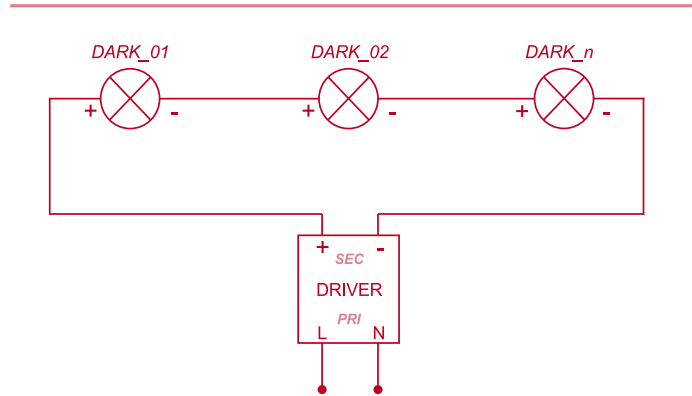 DARK_01 DARK_02 DARK_n
+ - + - + -
+ -
SEC
DRIVER
PRI
L N